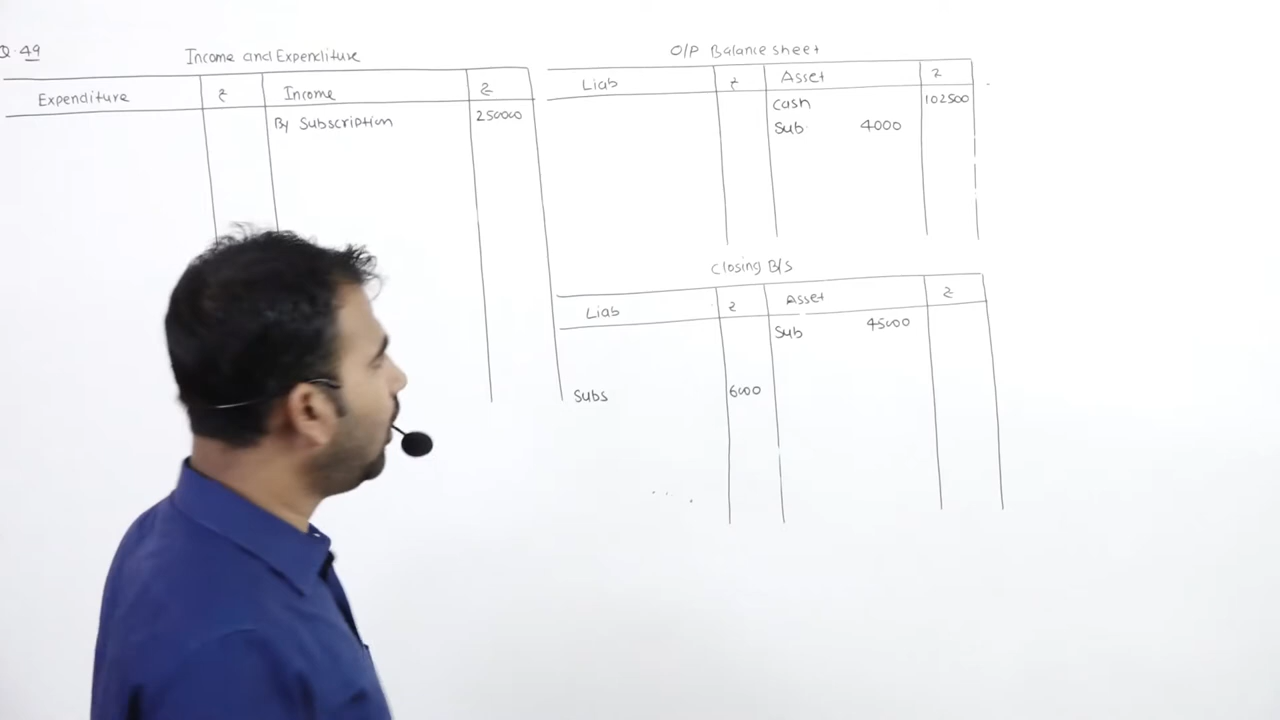 Q.49
Income and Expenditure
Expenditure ₹ Income ₹
By Subscription 250000
O/P Balance sheet
Liab ₹ Asset ₹
cash 102500
Sub 4000
Closing B/S
Liab ₹ Asset ₹
Sub 45000
Subs 6000